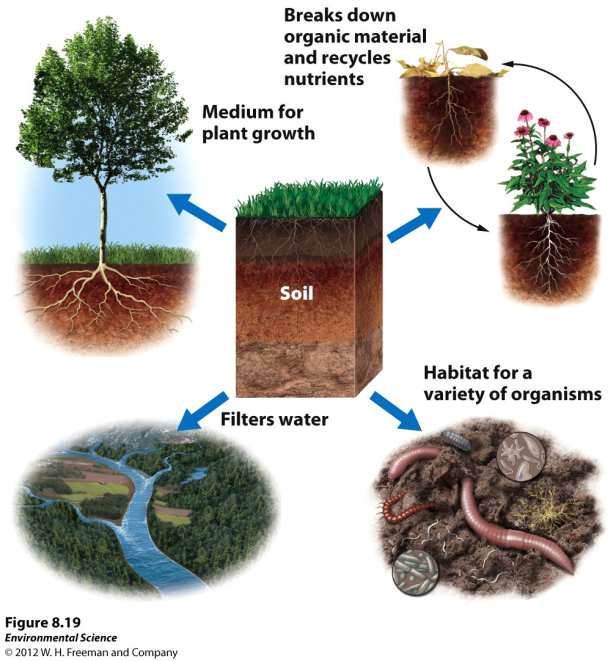 Breaks down
organic material
and recycles
nutrients
Medium for
plant growth
Soil
Habitat for a
variety of organisms
Filters water
Figure 8.19
Environmental Science
© 2012 W. H. Freeman and Company